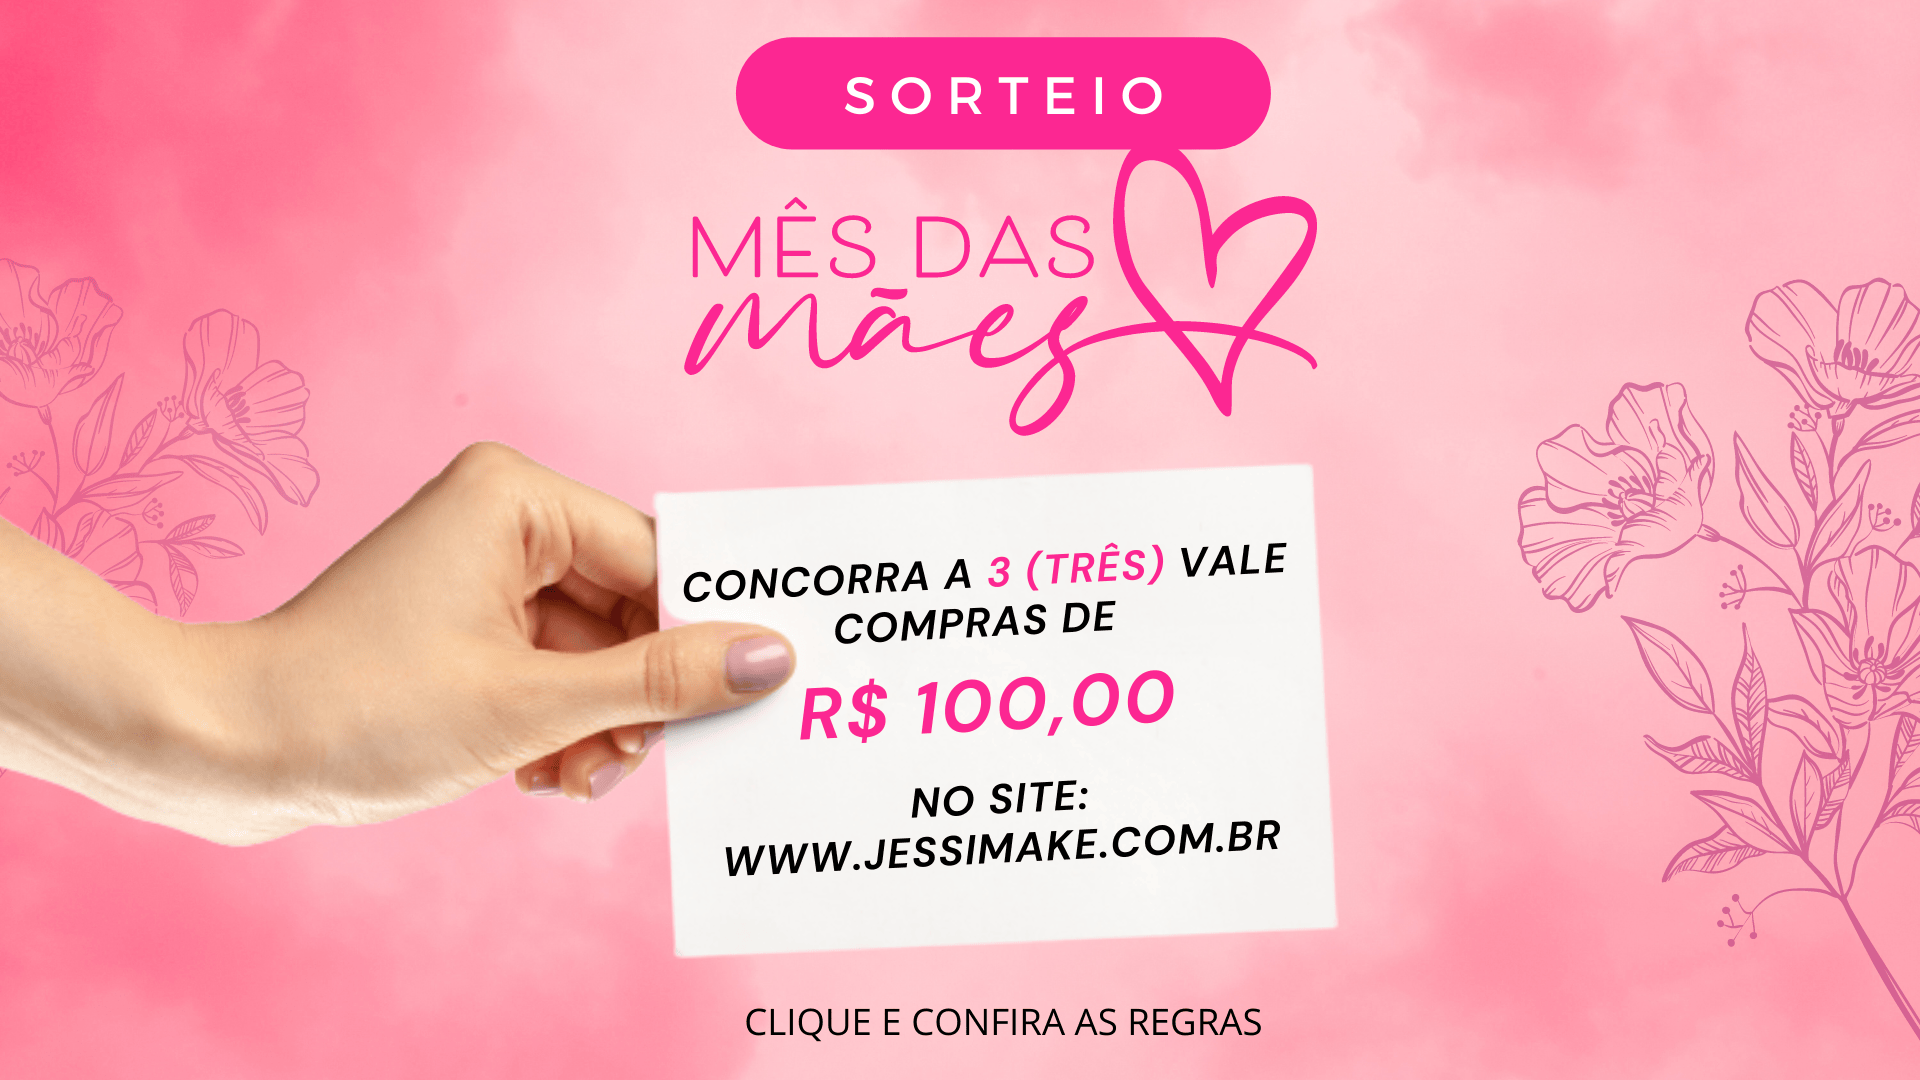 SORTEIO
MÊS DAS
mães
CONCORRA A 3 (TRÊS) VALE
COMPRAS DE
R$ 100,00
NO SITE:
WWW.JESSIMAKE.COM.BR
CLIQUE E CONFIRA AS REGRAS